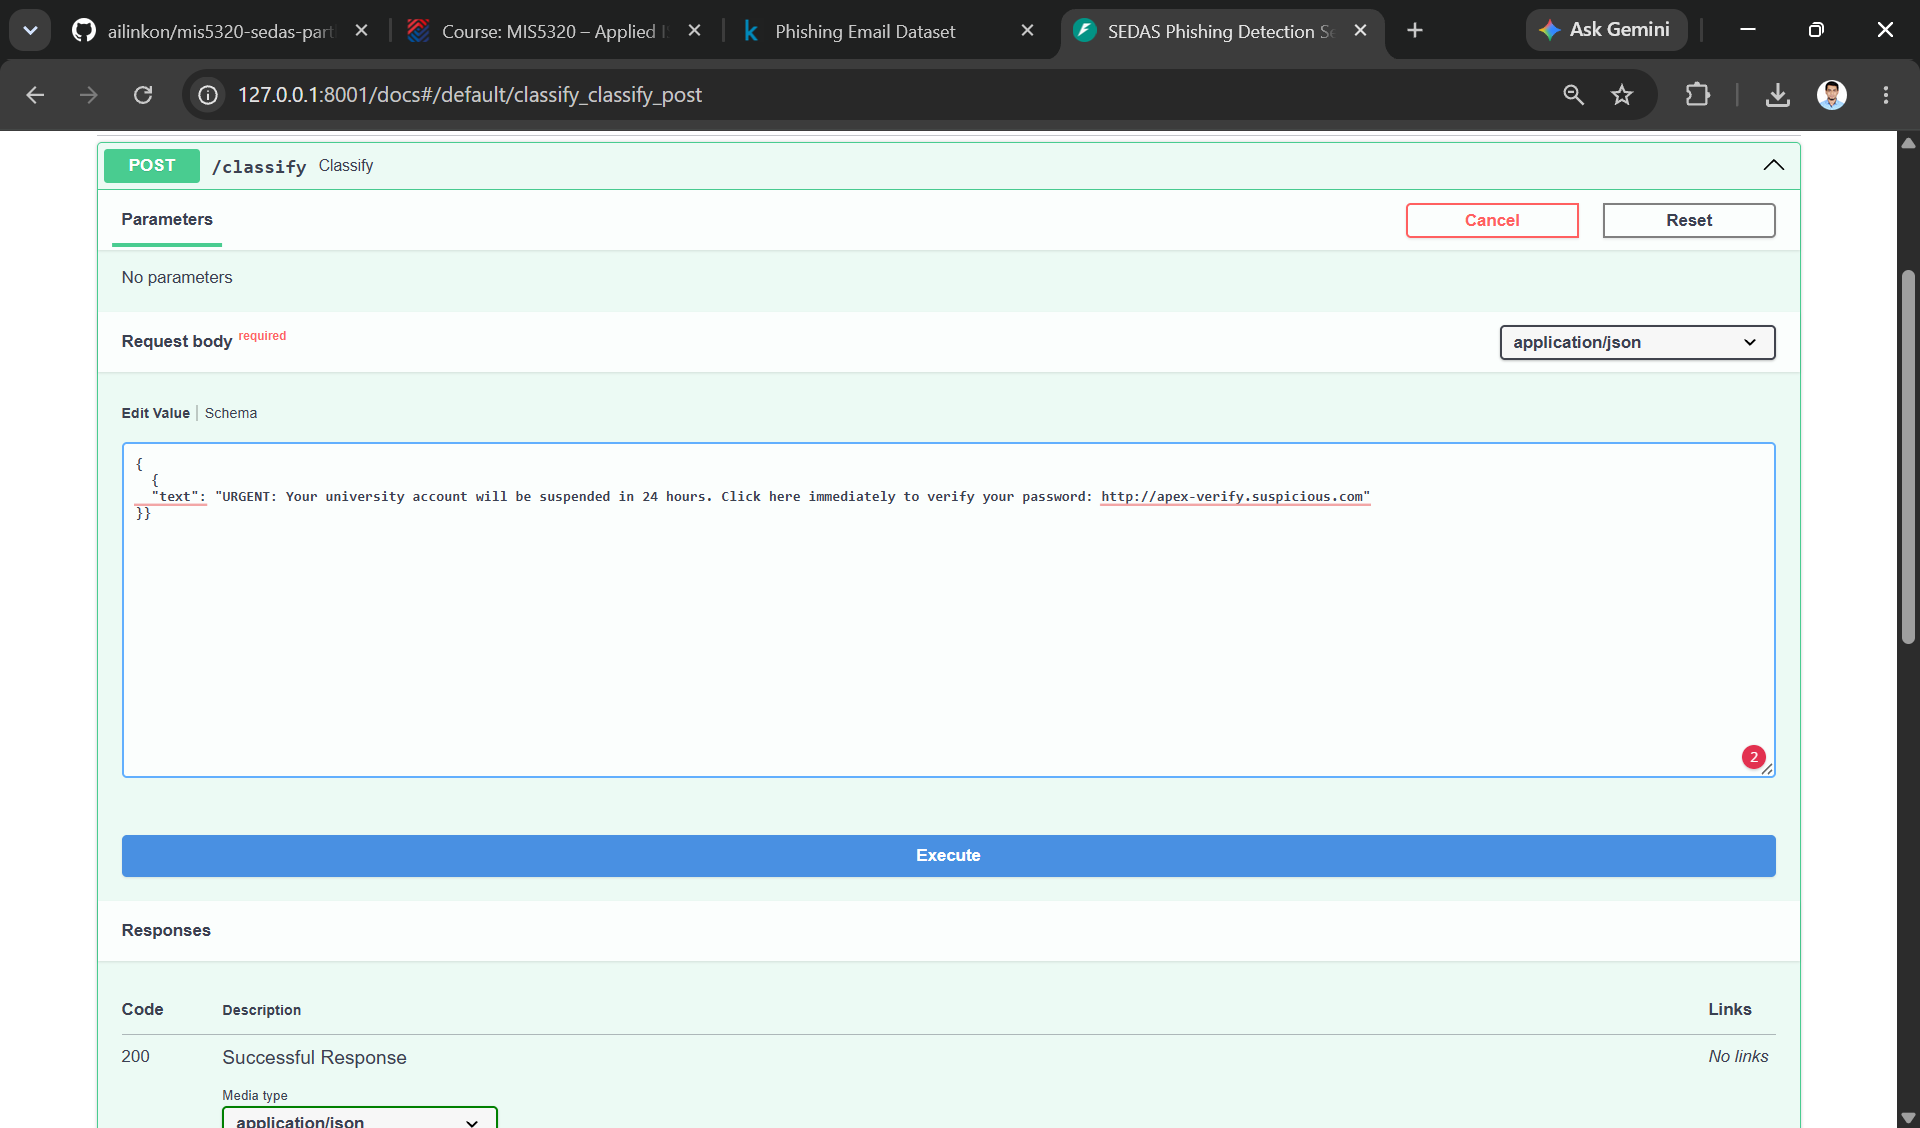 ailinkon/mis5320-sedas-part
Course: MIS5320 – Applied I
Phishing Email Dataset
SEDAS Phishing Detection Se
Ask Gemini
127.0.0.1:8001/docs#/default/classify_classify_post
POST /classify Classify
Parameters
Cancel
Reset
No parameters
Request body required
application/json
Edit Value | Schema
{
{
"text": "URGENT: Your university account will be suspended in 24 hours. Click here immediately to verify your password: http://apex-verify.suspicious.com"
}}
2
Execute
Responses
Code Description Links
200 Successful Response No links
Media type
application/json